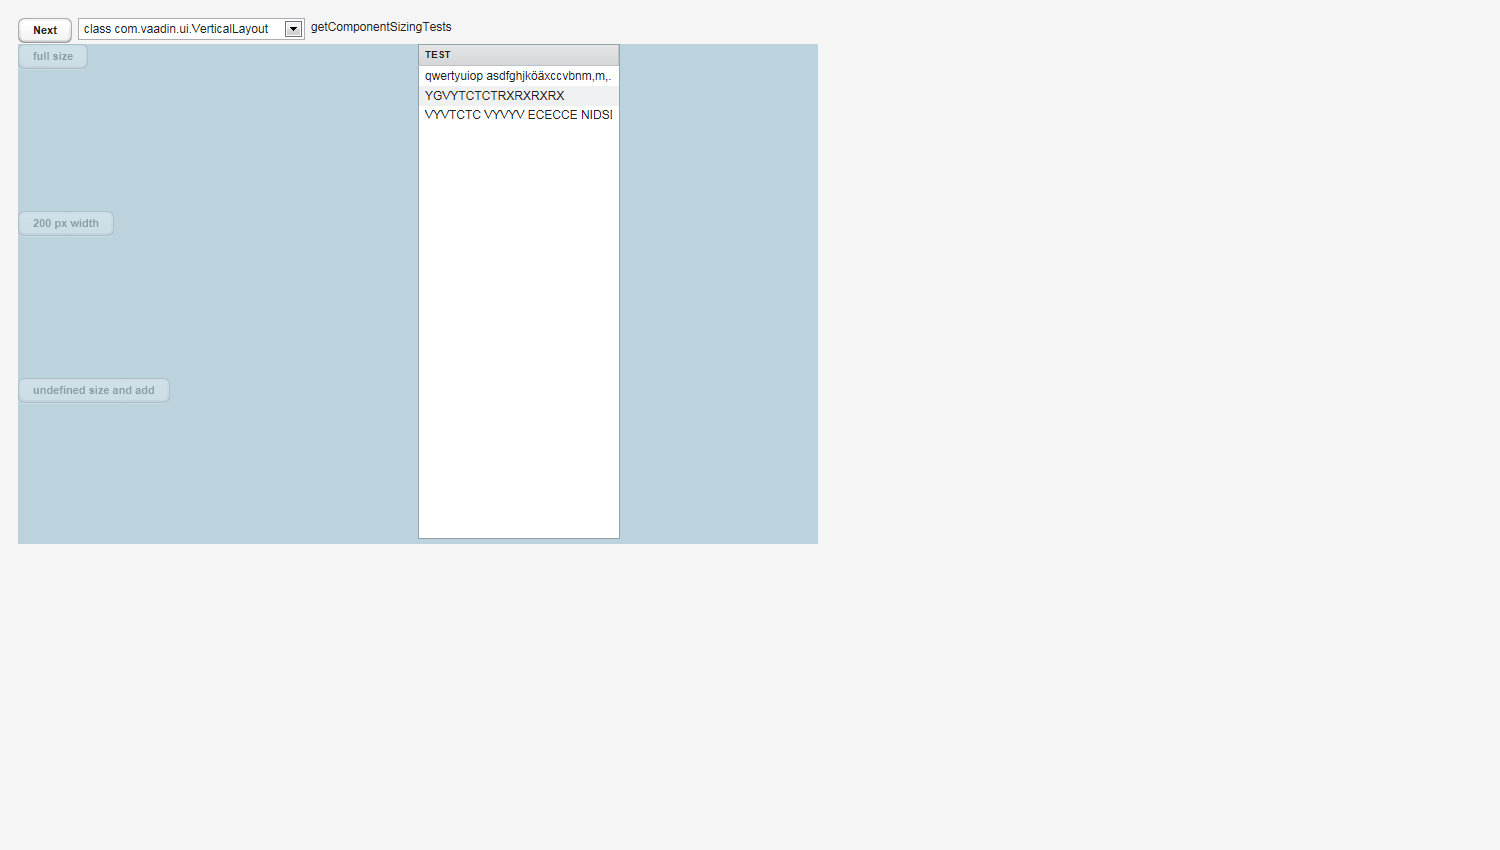 Next
class com.vaadin.ui.VerticalLayout
getComponentSizingTests
full size
200 px width
undefined size and add
TEST
qwertyuiop asdfghjköäxccvbnm,m,.
YGVYTCTCTRXRXRXRX
VYVTCTC VYVYV ECECCE NIDSI